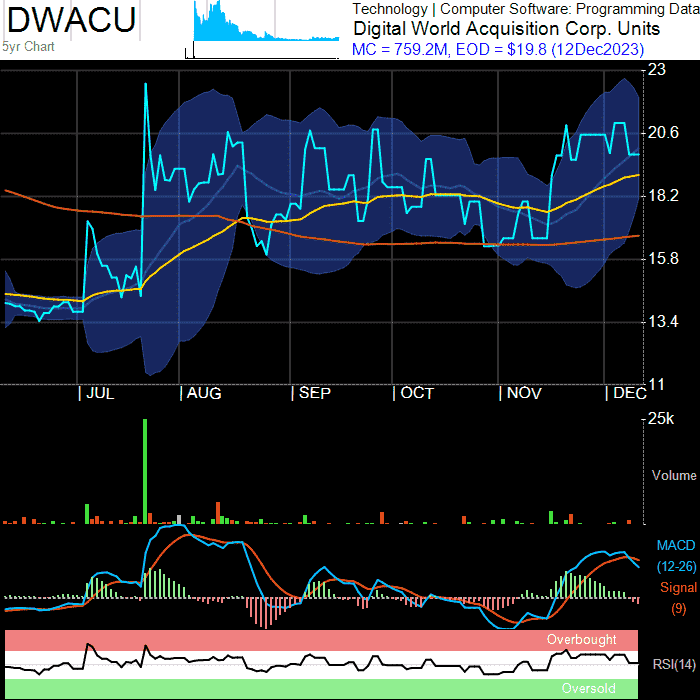 DWACU
5yr Chart
Technology | Computer Software: Programming Data
Digital World Acquisition Corp. Units
MC = 759.2M, EOD = $19.8 (12Dec2023)
23
20.6
18.2
15.8
13.4
11
JUL
AUG
SEP
OCT
NOV
DEC
25k
Volume
MACD
(12-26)
Signal
(9)
Overbought
RSI(14)
Oversold